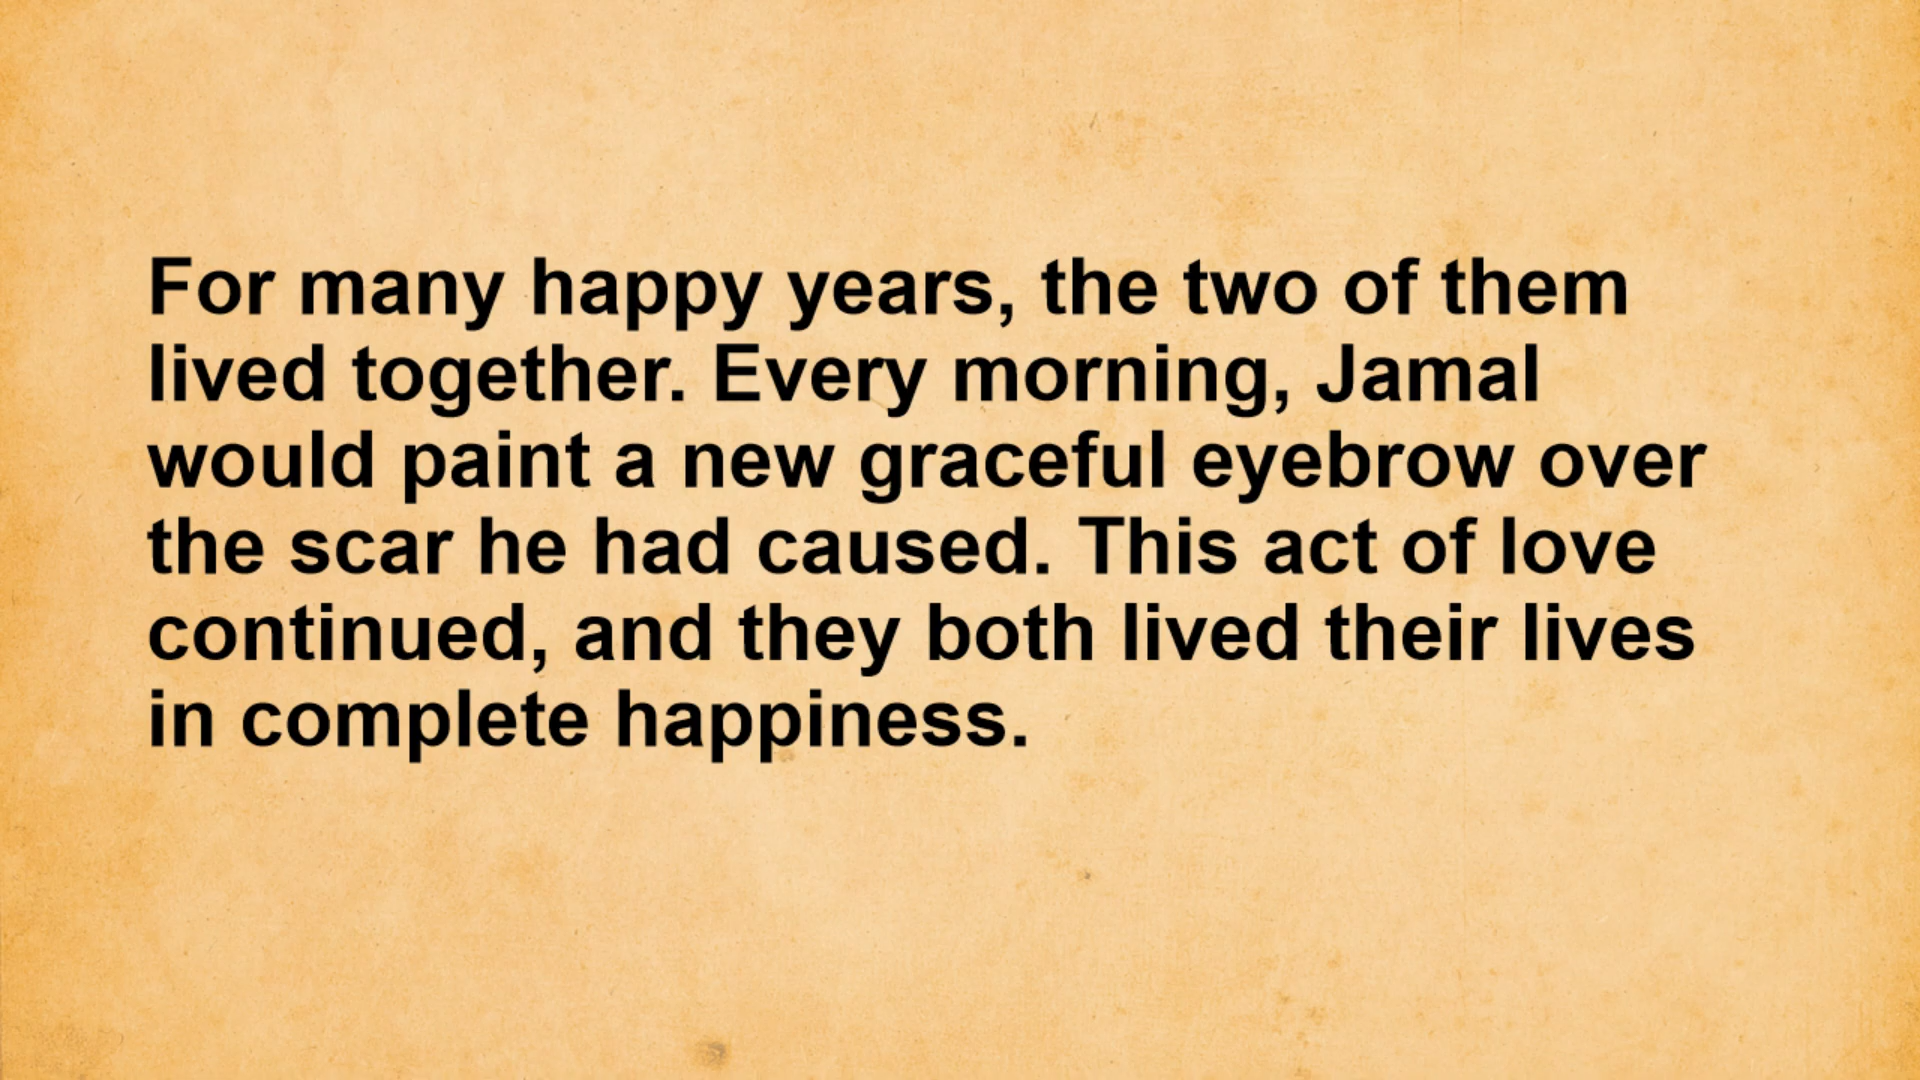 For many happy years, the two of them
lived together. Every morning, Jamal
would paint a new graceful eyebrow over
the scar he had caused. This act of love
continued, and they both lived their lives
in complete happiness.